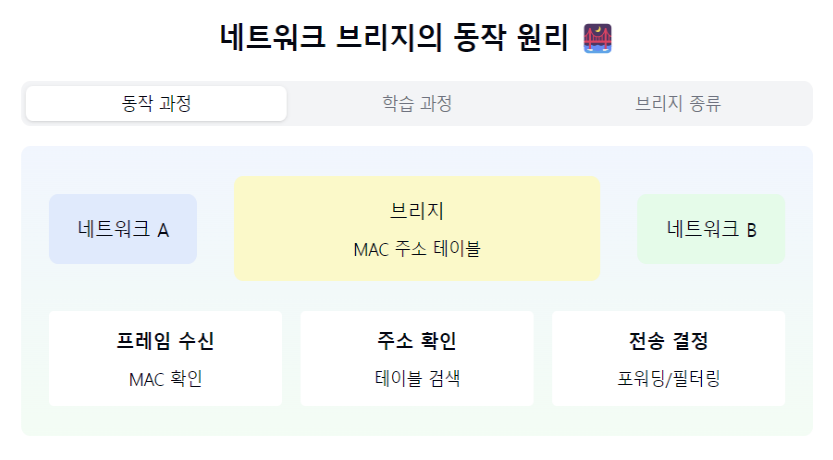 네트워크 브리지의 동작 원리
동작 과정
학습 과정
브리지 종류
네트워크 A
브리지
MAC 주소 테이블
네트워크 B
프레임 수신
MAC 확인
주소 확인
테이블 검색
전송 결정
포워딩/필터링